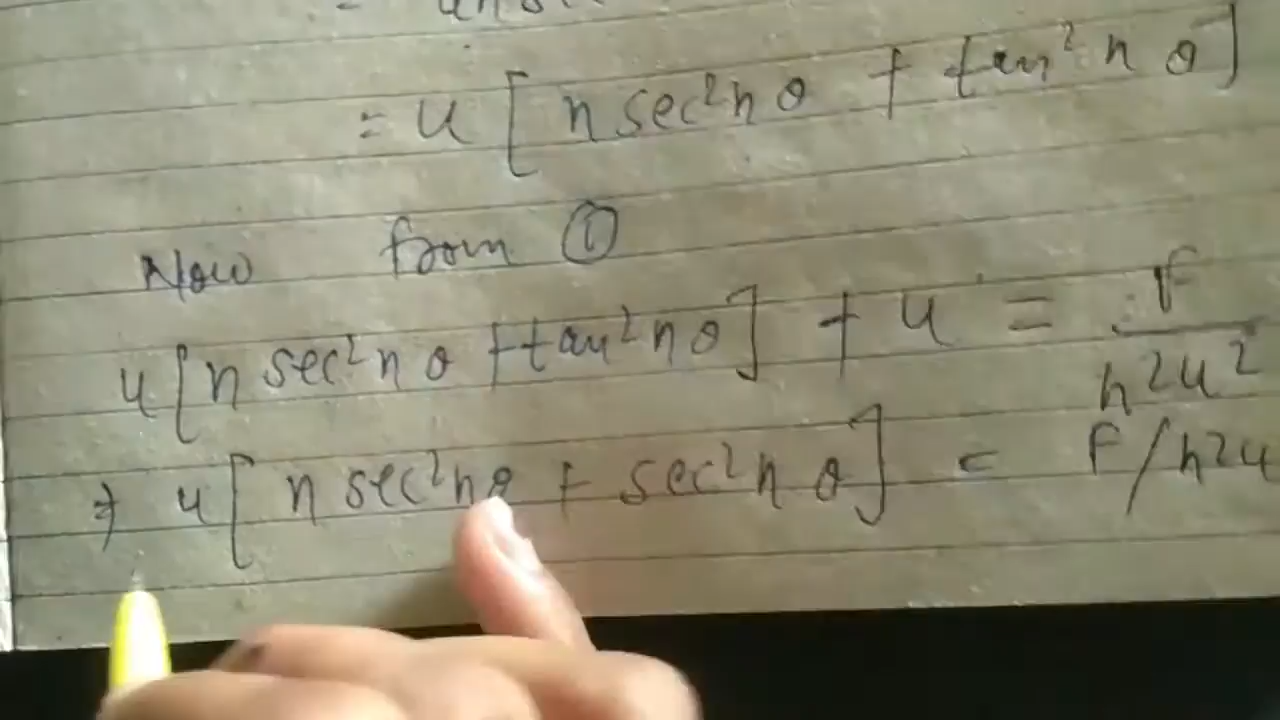 = u [ n sec²nθ + tan²nθ ]
Now from ①
u [ n sec²nθ + tan²nθ ] + u = F / h²u²
⇒ u [ n sec²nθ + sec²nθ ] = F/h²u